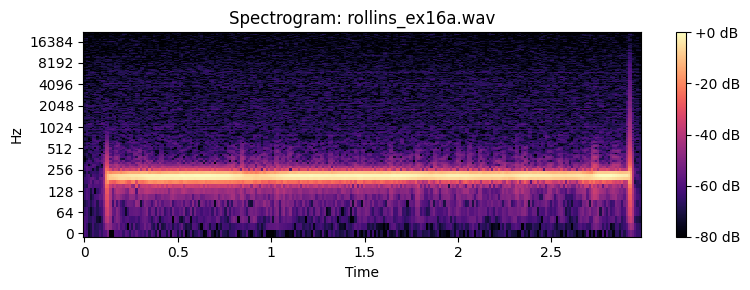 Spectrogram: rollins_ex16a.wav
Hz
16384
8192
4096
2048
1024
512
256
128
64
0
0
0.5
1
1.5
2
2.5
Time
+0 dB
-20 dB
-40 dB
-60 dB
-80 dB